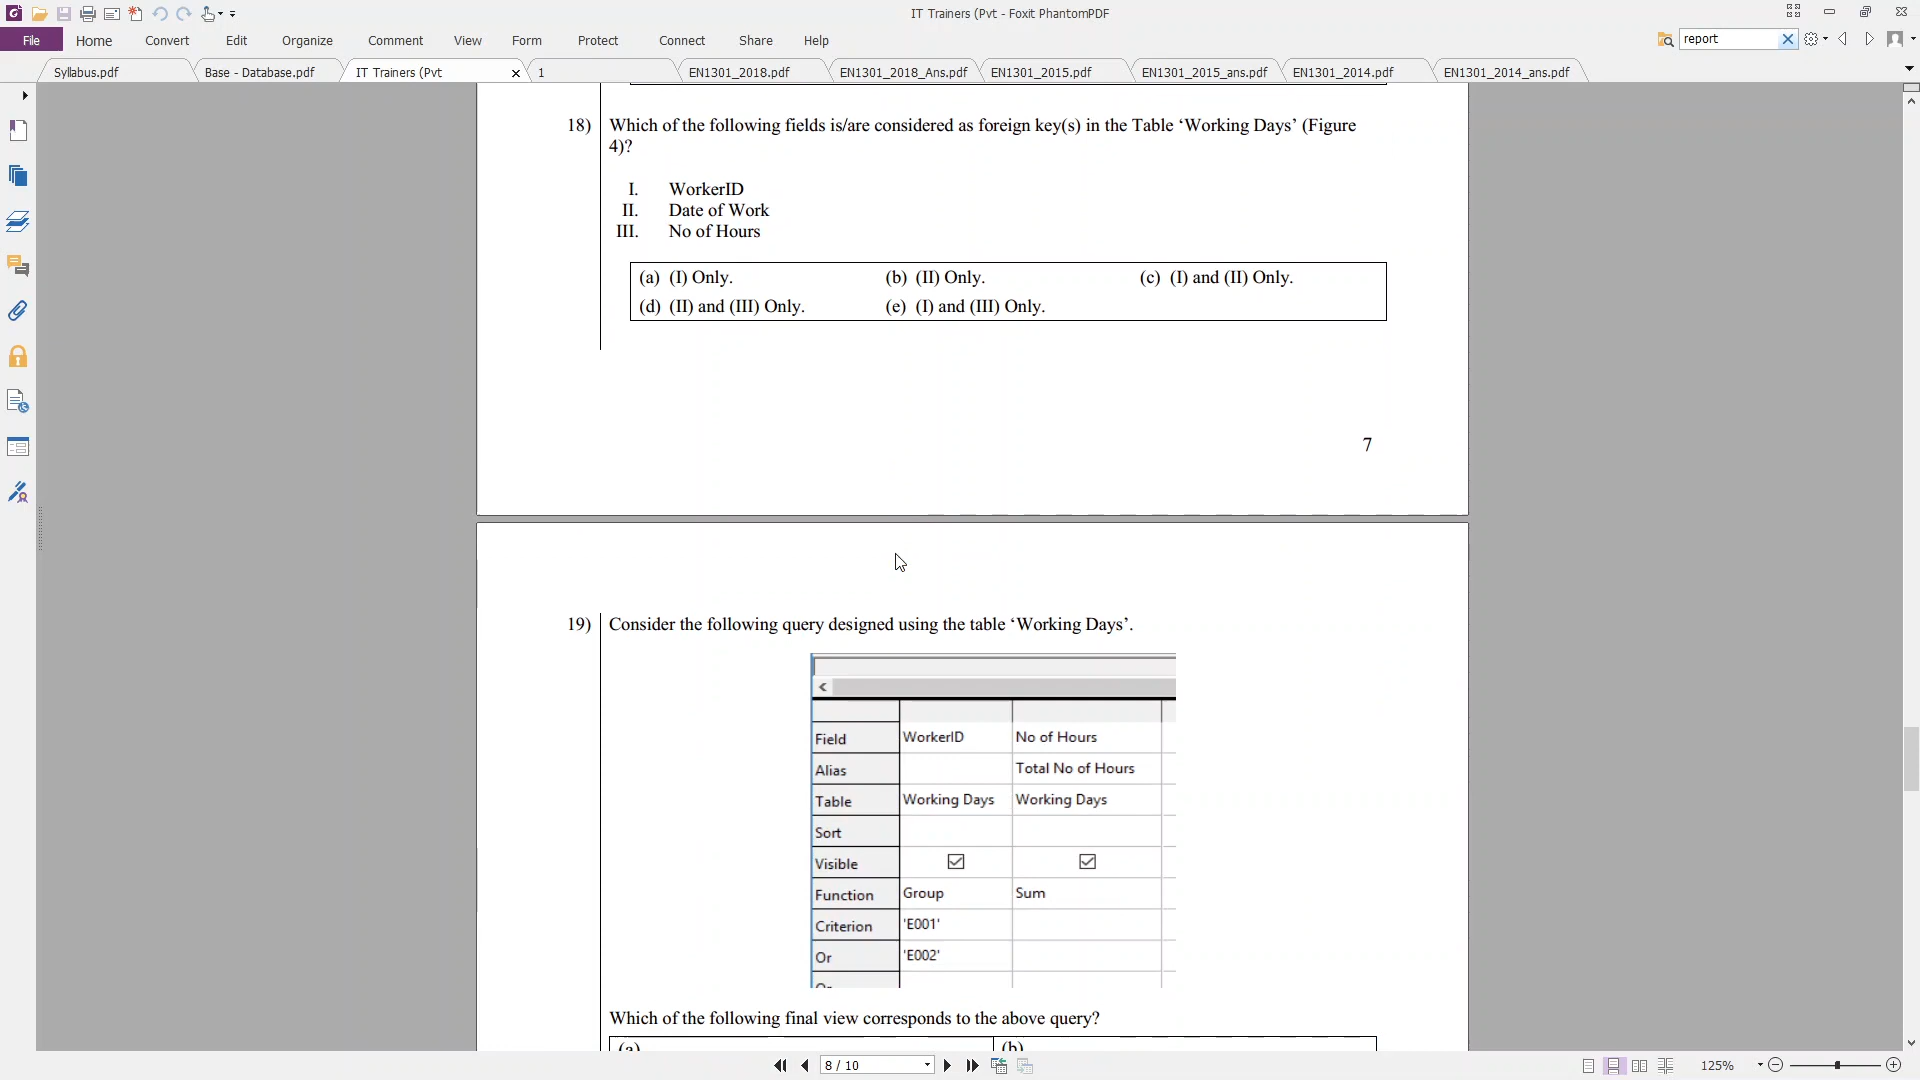 IT Trainers (Pvt - Foxit PhantomPDF
File Home Convert Edit Organize Comment View Form Protect Connect Share Help report
Syllabus.pdf Base - Database.pdf IT Trainers (Pvt 1 EN1301_2018.pdf EN1301_2018_Ans.pdf EN1301_2015.pdf EN1301_2015_ans.pdf EN1301_2014.pdf EN1301_2014_ans.pdf
18) Which of the following fields is/are considered as foreign key(s) in the Table ‘Working Days’ (Figure
4)?
I. WorkerID
II. Date of Work
III. No of Hours
(a) (I) Only. (b) (II) Only. (c) (I) and (II) Only.
(d) (II) and (III) Only. (e) (I) and (III) Only.
7
19) Consider the following query designed using the table ‘Working Days’.
Field WorkerID No of Hours
Alias Total No of Hours
Table Working Days Working Days
Sort
Visible
Function Group Sum
Criterion 'E001'
Or 'E002'
Or
Which of the following final view corresponds to the above query?
(a) (b)
8 / 10 125%